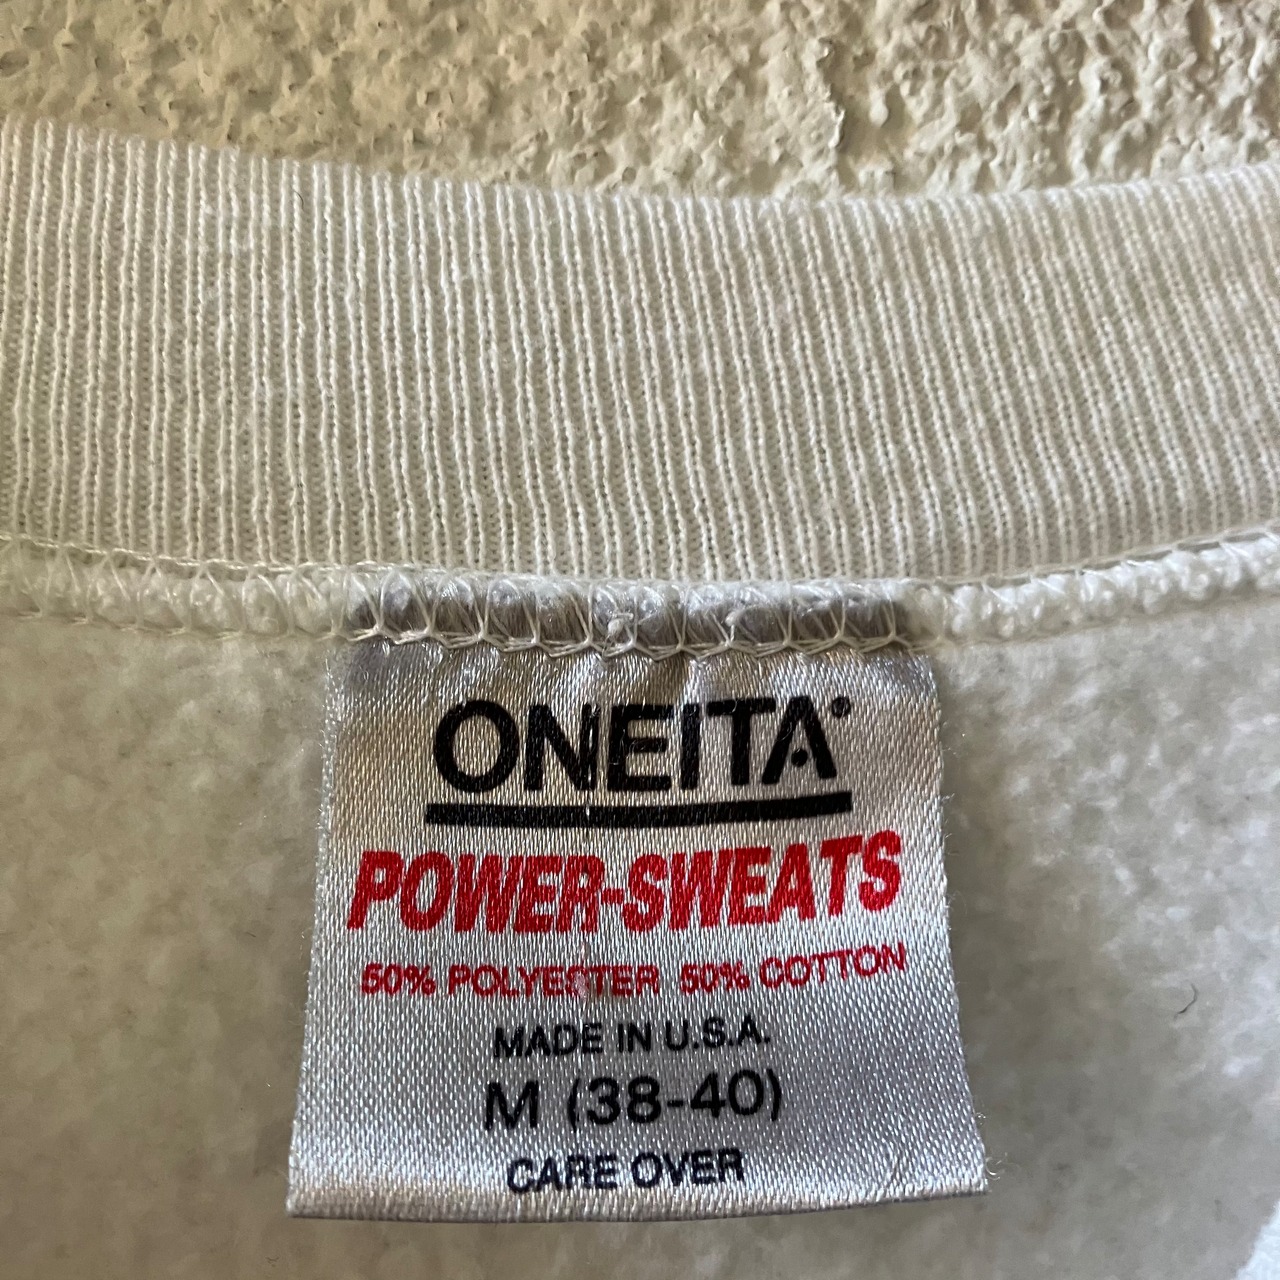 ONEITA®
POWER-SWEATS
50% POLYESTER 50% COTTON
MADE IN U.S.A.
M (38-40)
CARE OVER